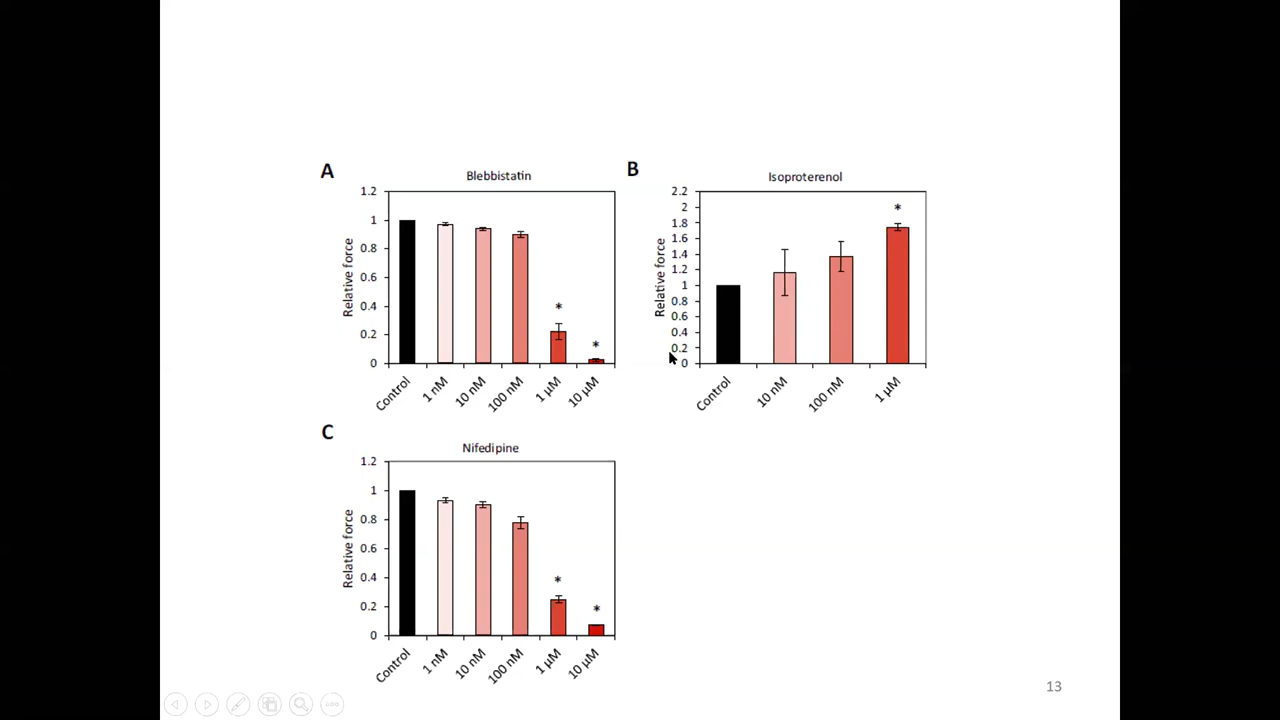 A
Blebbistatin
Relative force
1.2
1
0.8
0.6
0.4
0.2
0
*
*
Control
1 nM
10 nM
100 nM
1 µM
10 µM
B
Isoproterenol
Relative force
2.2
2
1.8
1.6
1.4
1.2
1
0.8
0.6
0.4
0.2
0
*
Control
10 nM
100 nM
1 µM
C
Nifedipine
Relative force
1.2
1
0.8
0.6
0.4
0.2
0
*
*
Control
1 nM
10 nM
100 nM
1 µM
10 µM
13